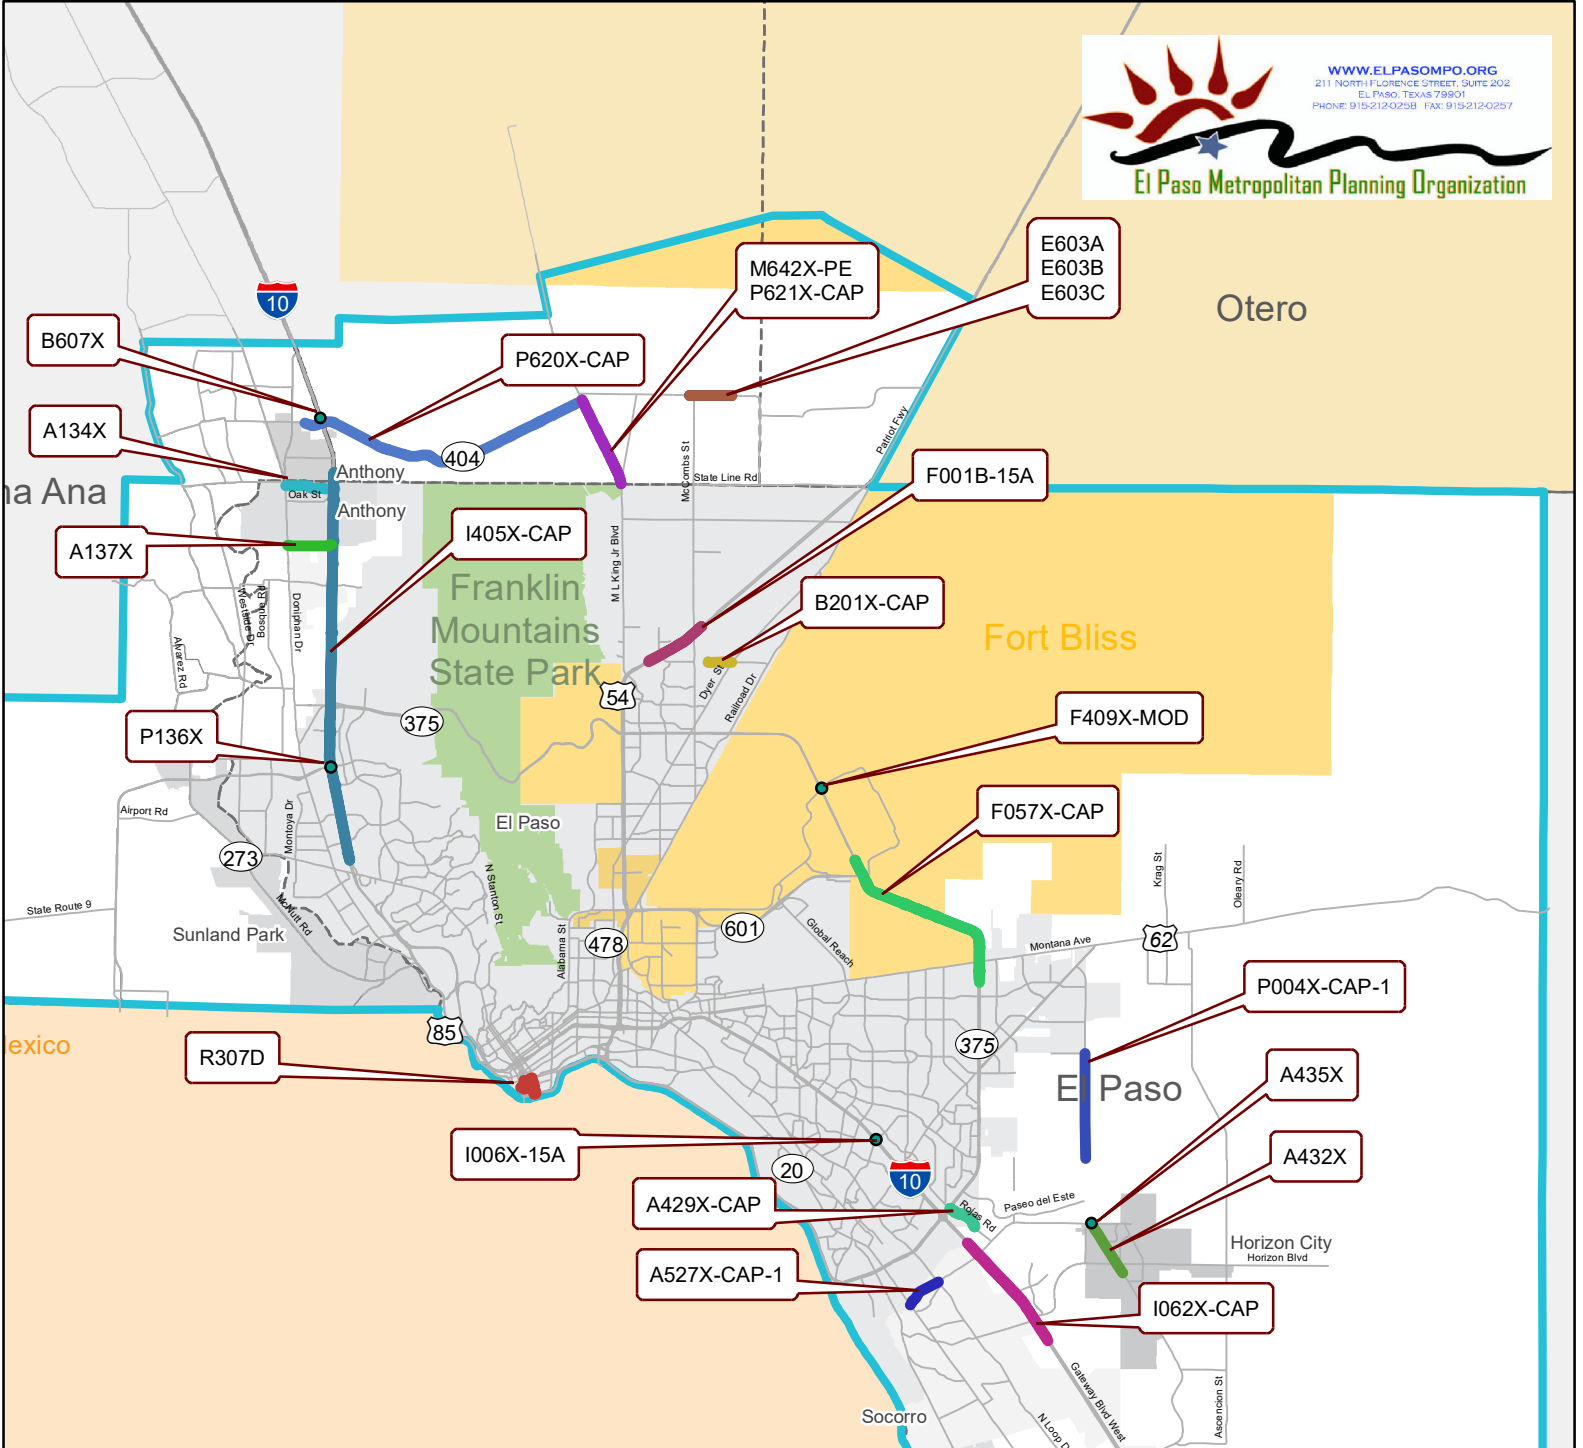 WWW.ELPASOMPO.ORG
211 NORTH FLORENCE STREET, SUITE 202
EL PASO, TEXAS 79901
PHONE: 915-212-0258 FAX: 915-212-0257
El Paso Metropolitan Planning Organization
E603A
E603B
E603C
M642X-PE
P621X-CAP
Otero
10
B607X
P620X-CAP
A134X
404
Patriot Fwy
McCombs St
State Line Rd
Anthony
na Ana
Oak St
Anthony
F001B-15A
A137X
I405X-CAP
M L King Jr Blvd
Franklin
Mountains
State Park
B201X-CAP
Fort Bliss
Westside Dr
Bosque Rd
Doniphan Dr
Alvarez Rd
54
Dyer St
Railroad Dr
375
P136X
F409X-MOD
Airport Rd
Montoya Dr
El Paso
F057X-CAP
273
N Stanton St
Krag St
Oleary Rd
State Route 9
McNutt Rd
Sunland Park
Alabama St
478
601
Global Reach
Montana Ave
62
P004X-CAP-1
85
exico
R307D
375
El Paso
A435X
I006X-15A
20
10
A432X
A429X-CAP
Rojas Rd
Paseo del Este
Horizon City
Horizon Blvd
A527X-CAP-1
I062X-CAP
Gateway Blvd West
Ascencion St
Socorro
N Loop D